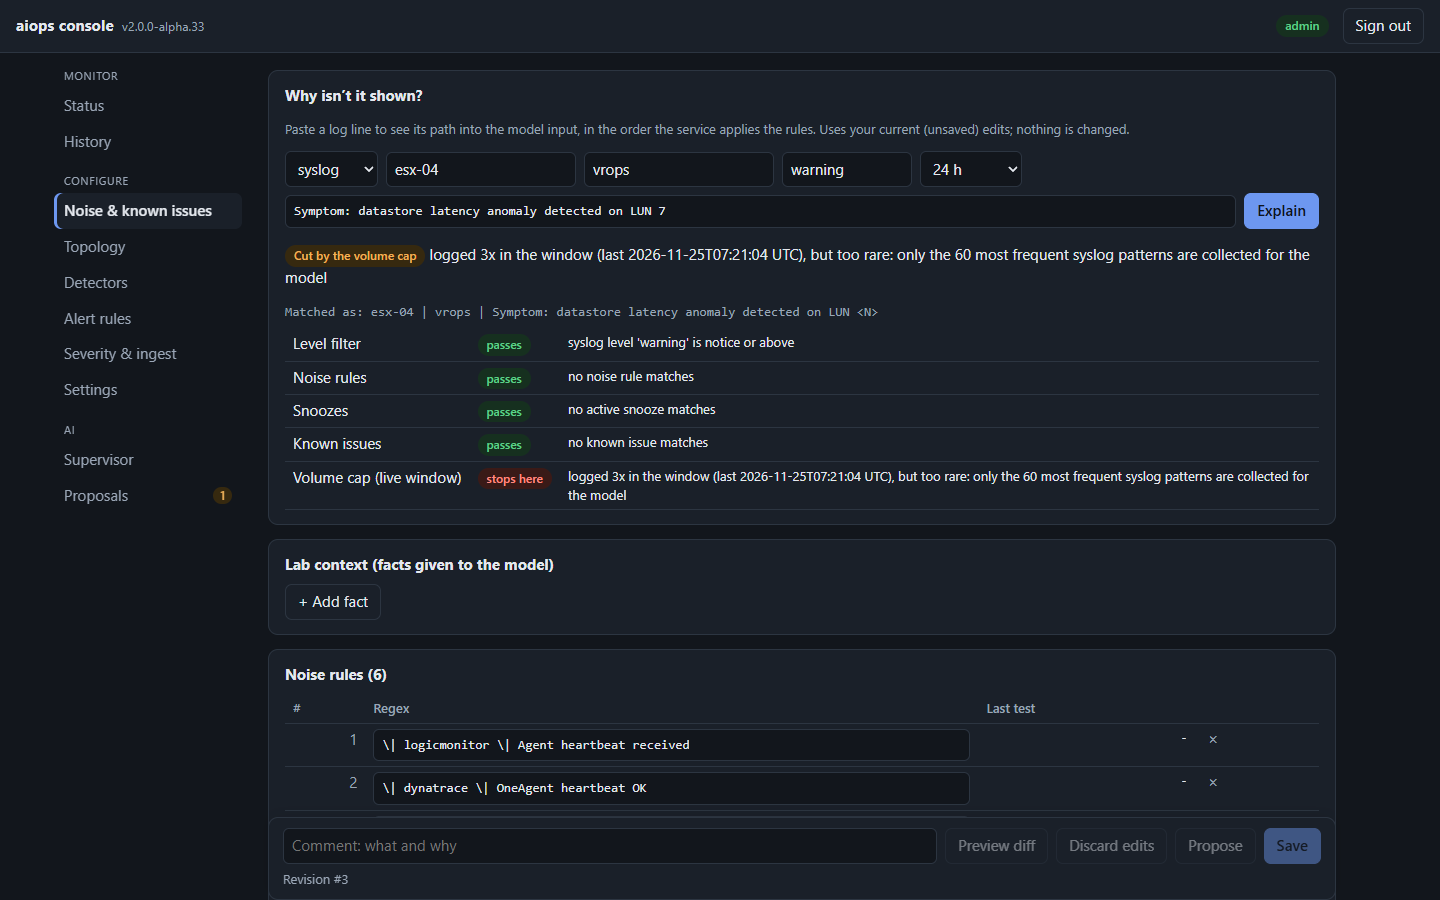 aiops console v2.0.0-alpha.33
admin
Sign out
MONITOR
Status
History
CONFIGURE
Noise & known issues
Topology
Detectors
Alert rules
Severity & ingest
Settings
AI
Supervisor
Proposals 1
Why isn't it shown?
Paste a log line to see its path into the model input, in the order the service applies the rules. Uses your current (unsaved) edits; nothing is changed.
syslog esx-04 vrops warning 24 h
Symptom: datastore latency anomaly detected on LUN 7
Explain
Cut by the volume cap logged 3x in the window (last 2026-11-25T07:21:04 UTC), but too rare: only the 60 most frequent syslog patterns are collected for the
model
Matched as: esx-04 | vrops | Symptom: datastore latency anomaly detected on LUN <N>
Level filter passes syslog level 'warning' is notice or above
Noise rules passes no noise rule matches
Snoozes passes no active snooze matches
Known issues passes no known issue matches
Volume cap (live window) stops here logged 3x in the window (last 2026-11-25T07:21:04 UTC), but too rare: only the 60 most frequent syslog patterns are collected for
the model
Lab context (facts given to the model)
+ Add fact
Noise rules (6)
# Regex Last test
1 \| logicmonitor \| Agent heartbeat received - ×
2 \| dynatrace \| OneAgent heartbeat OK - ×
Comment: what and why
Preview diff
Discard edits
Propose
Save
Revision #3